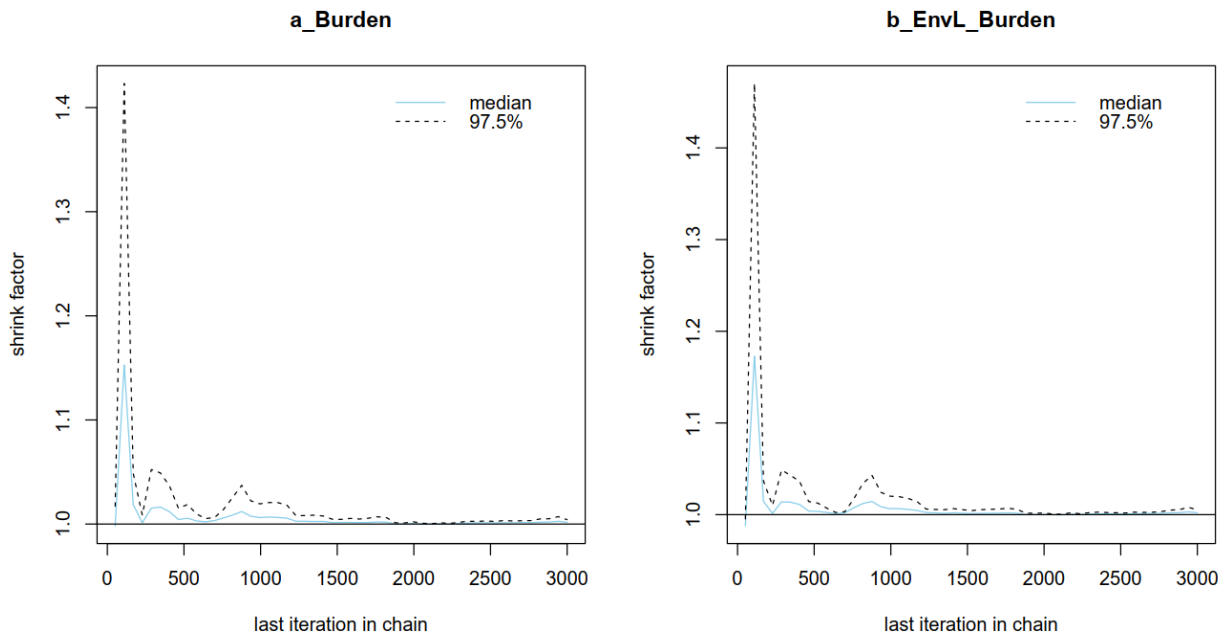 a_Burden
median
97.5%
shrink factor
1.0 1.1 1.2 1.3 1.4
0 500 1000 1500 2000 2500 3000
last iteration in chain
b_EnvL_Burden
median
97.5%
shrink factor
1.0 1.1 1.2 1.3 1.4
0 500 1000 1500 2000 2500 3000
last iteration in chain